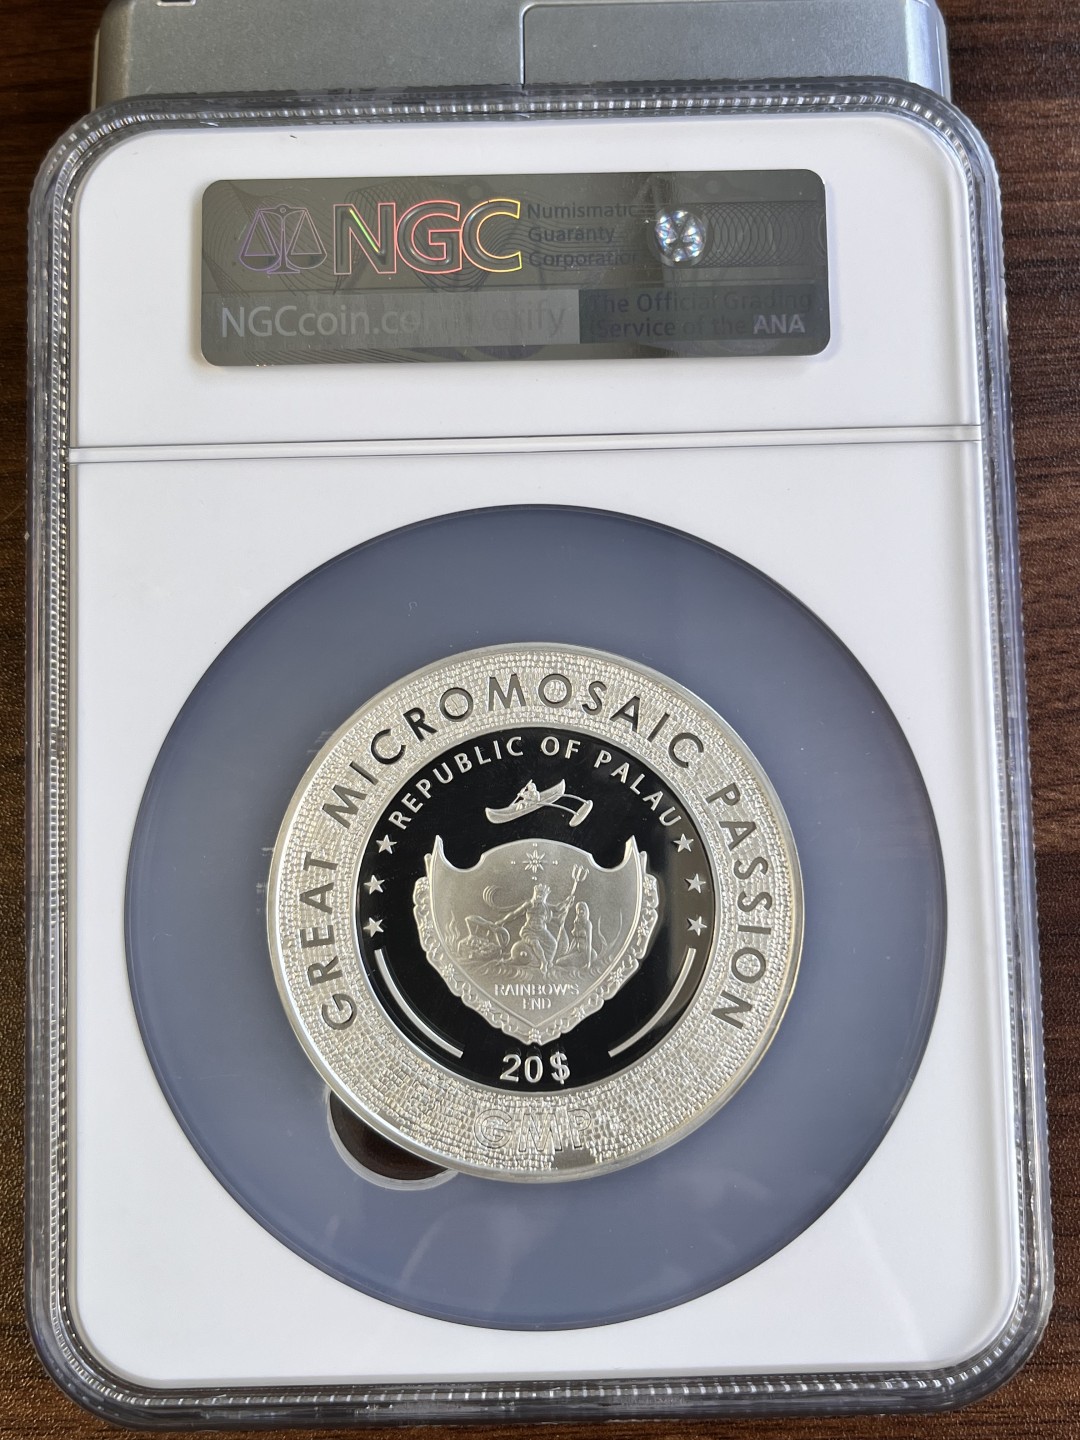 NGC
Numismatic
Guaranty
Corporation
NGCcoin.com/verify
The Official Grading
Service of the ANA
GREAT MICROMOSAIC PASSION
REPUBLIC OF PALAU
RAINBOW'S
END
20$
GMP